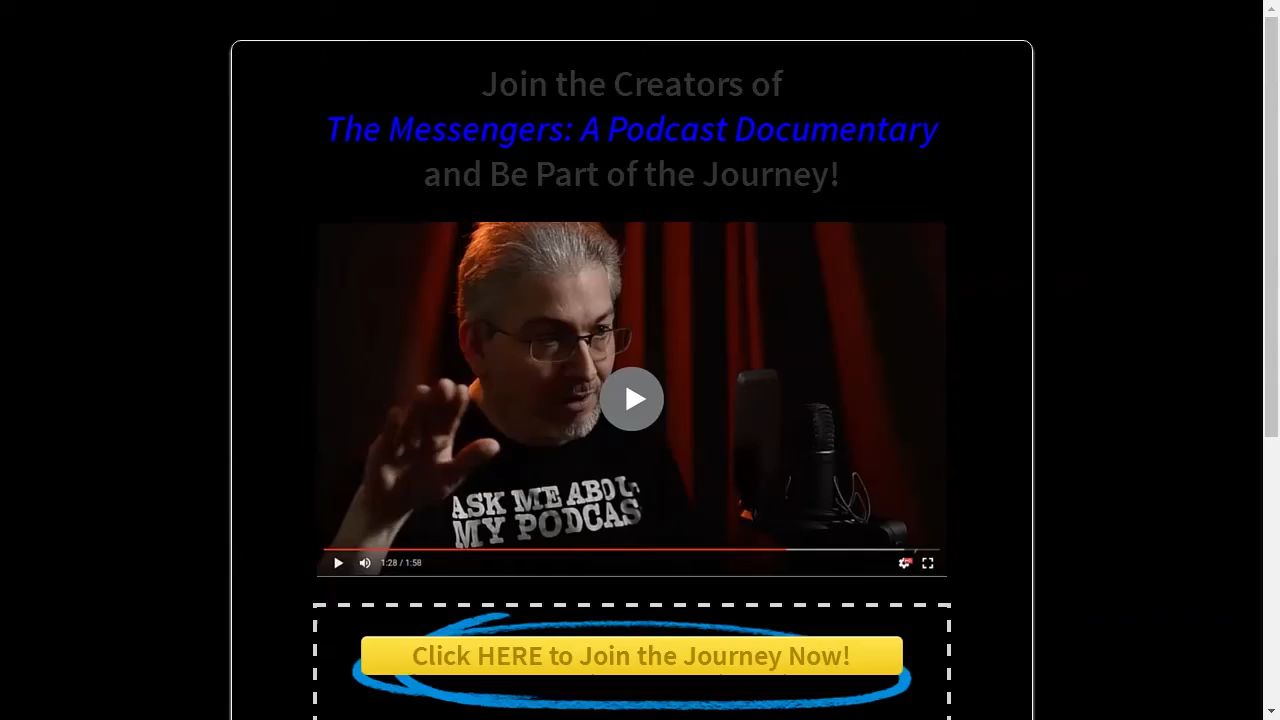 Join the Creators of
The Messengers: A Podcast Documentary
and Be Part of the Journey!
ASK ME ABOU
MY PODCAS
1:28 / 1:58
Click HERE to Join the Journey Now!